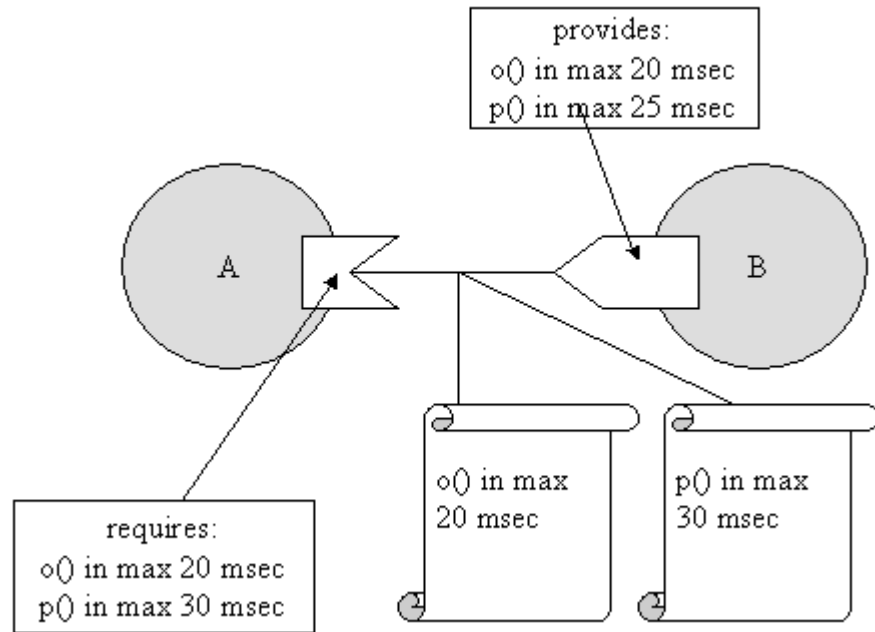 provides:
o() in max 20 msec
p() in max 25 msec
A
B
o() in max
20 msec
p() in max
30 msec
requires:
o() in max 20 msec
p() in max 30 msec